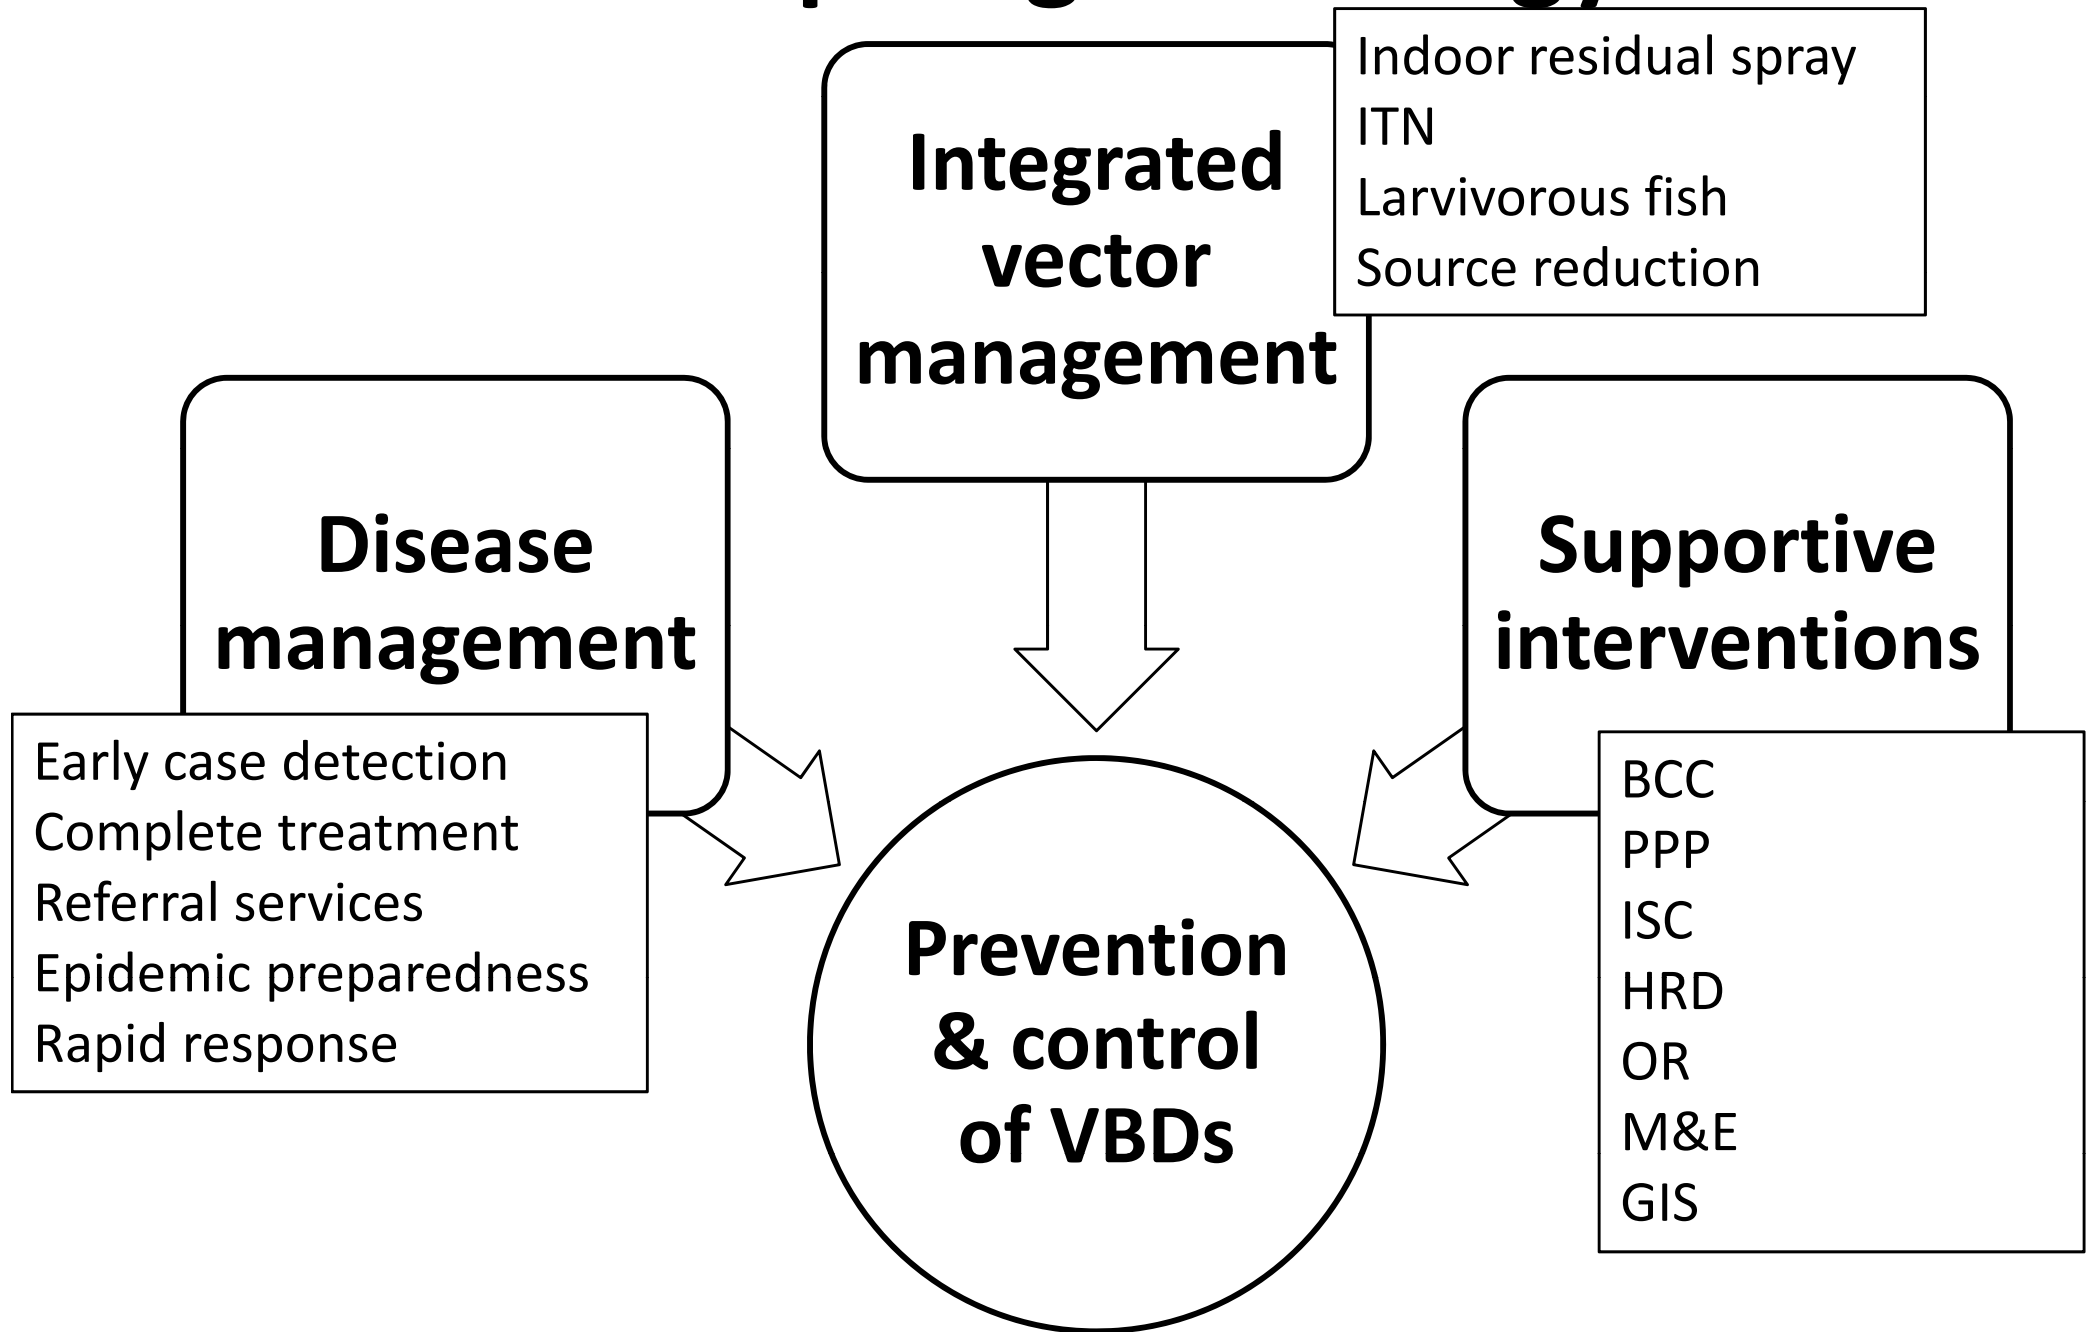 Integrated
vector
management
Indoor residual spray
ITN
Larvivorous fish
Source reduction
Disease
management
Early case detection
Complete treatment
Referral services
Epidemic preparedness
Rapid response
Supportive
interventions
BCC
PPP
ISC
HRD
OR
M&E
GIS
Prevention
& control
of VBDs